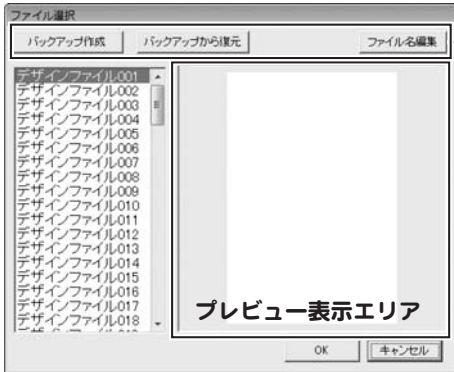 ファイル選択
バックアップ作成 バックアップから復元 ファイル名編集
デザインファイル001
デザインファイル002
デザインファイル003
デザインファイル004
デザインファイル005
デザインファイル006
デザインファイル007
デザインファイル008
デザインファイル009
デザインファイル010
デザインファイル011
デザインファイル012
デザインファイル013
デザインファイル014
デザインファイル015
デザインファイル016
デザインファイル017
デザインファイル018
プレビュー表示エリア
OK キャンセル